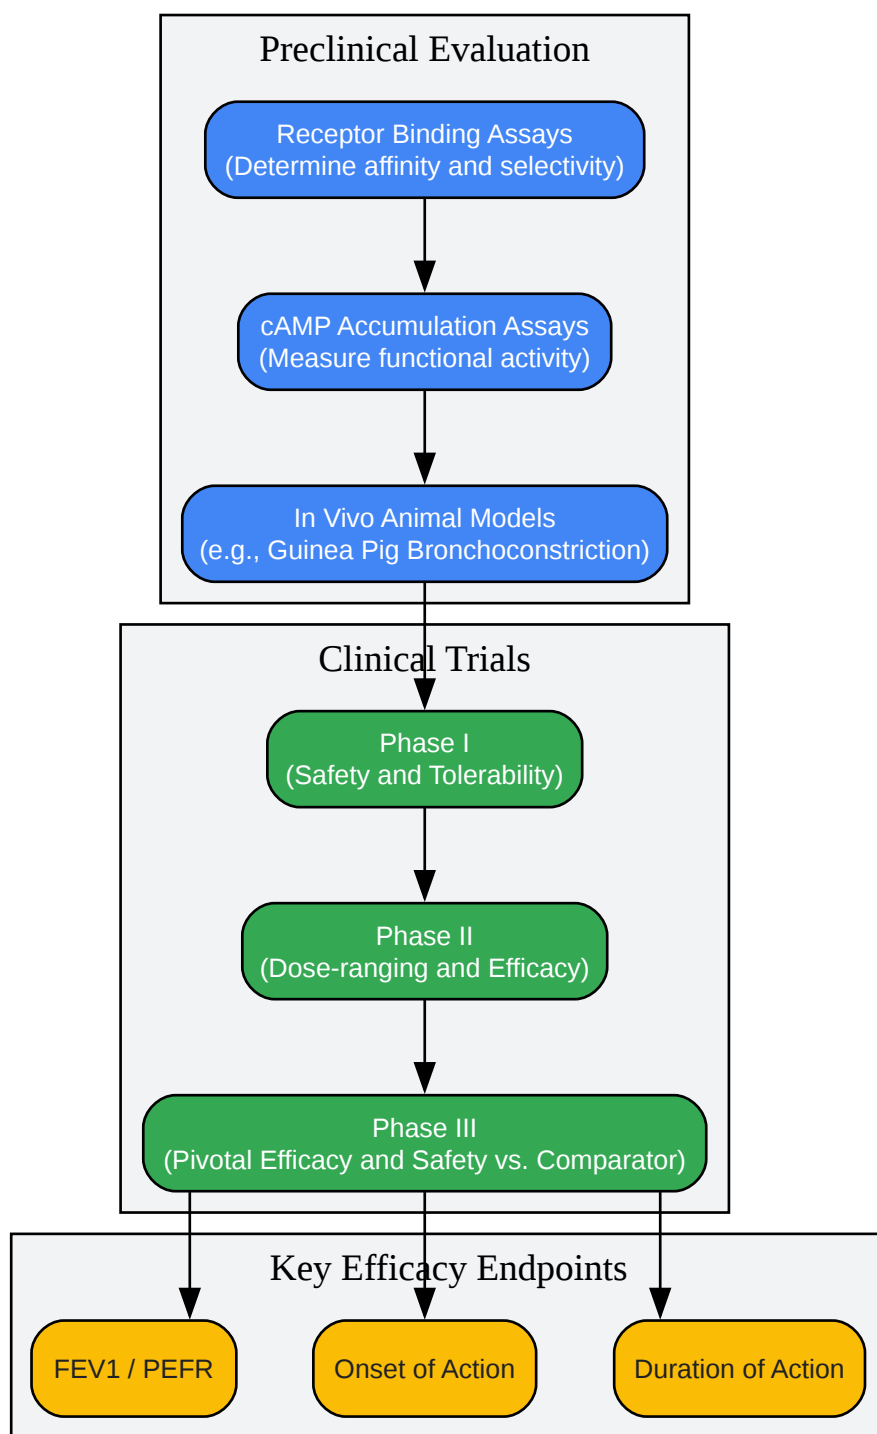 Preclinical Evaluation
Receptor Binding Assays
(Determine affinity and selectivity)
cAMP Accumulation Assays
(Measure functional activity)
In Vivo Animal Models
(e.g., Guinea Pig Bronchoconstriction)
Clinical Trials
Phase I
(Safety and Tolerability)
Phase II
(Dose-ranging and Efficacy)
Phase III
(Pivotal Efficacy and Safety vs. Comparator)
Key Efficacy Endpoints
FEV1 / PEFR
Onset of Action
Duration of Action